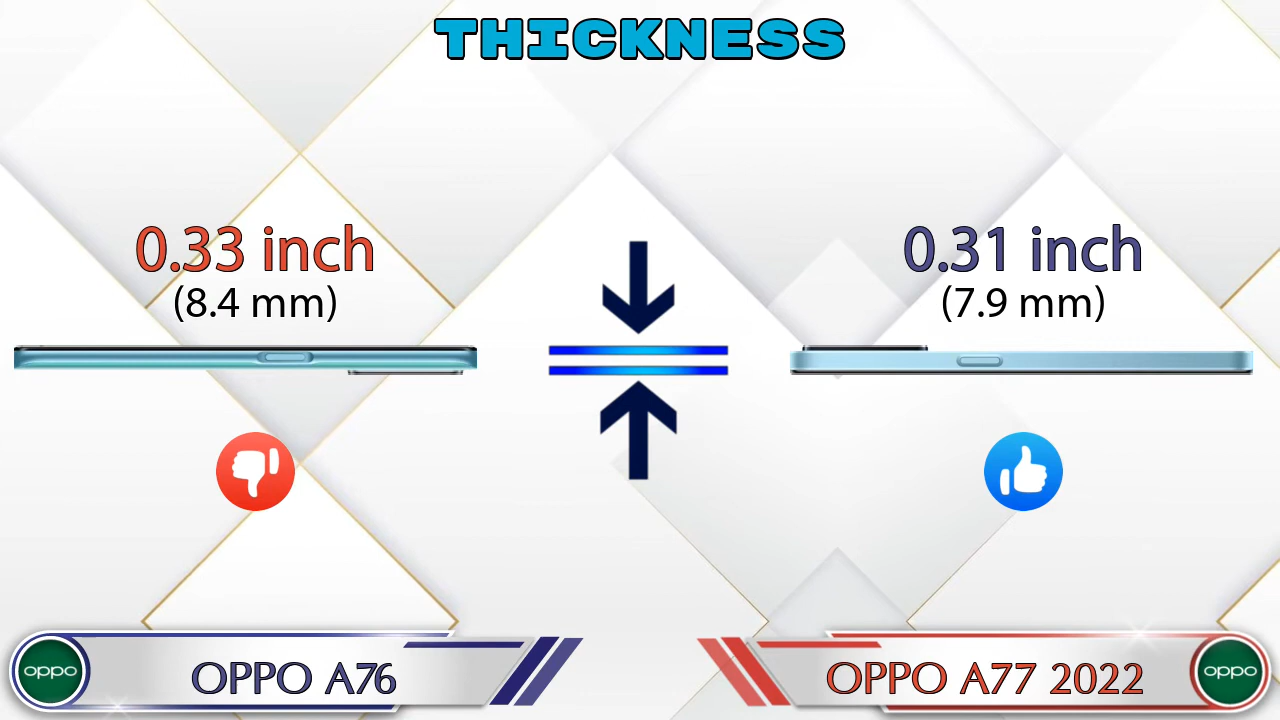 THICKNESS
0.33 inch
(8.4 mm)
0.31 inch
(7.9 mm)
oppo
OPPO A76
OPPO A77 2022
oppo